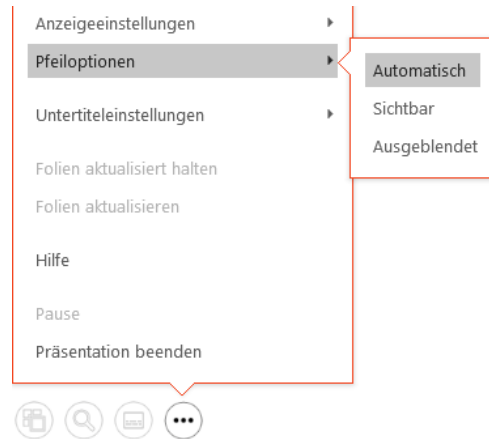 Anzeigeeinstellungen
Pfeiloptionen
Automatisch
Sichtbar
Ausgeblendet
Untertiteleinstellungen
Folien aktualisiert halten
Folien aktualisieren
Hilfe
Pause
Präsentation beenden